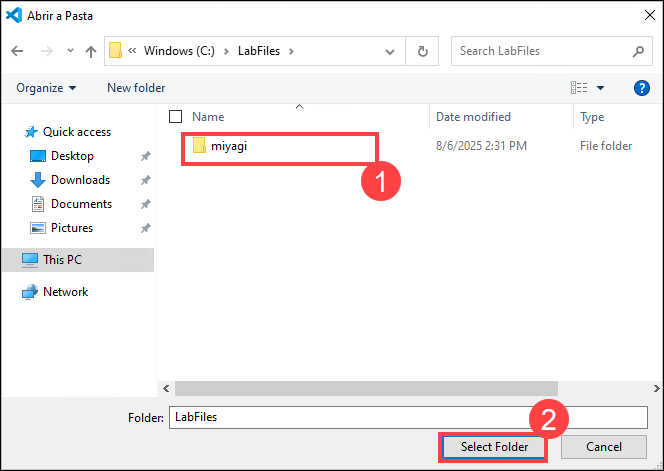 Abrir a Pasta
« Windows (C:) > LabFiles >
Search LabFiles
Organize
New folder
Name
Date modified
Type
Quick access
Desktop
Downloads
Documents
Pictures
This PC
Network
miyagi
8/6/2025 2:31 PM
File folder
1
Folder:
LabFiles
2
Select Folder
Cancel